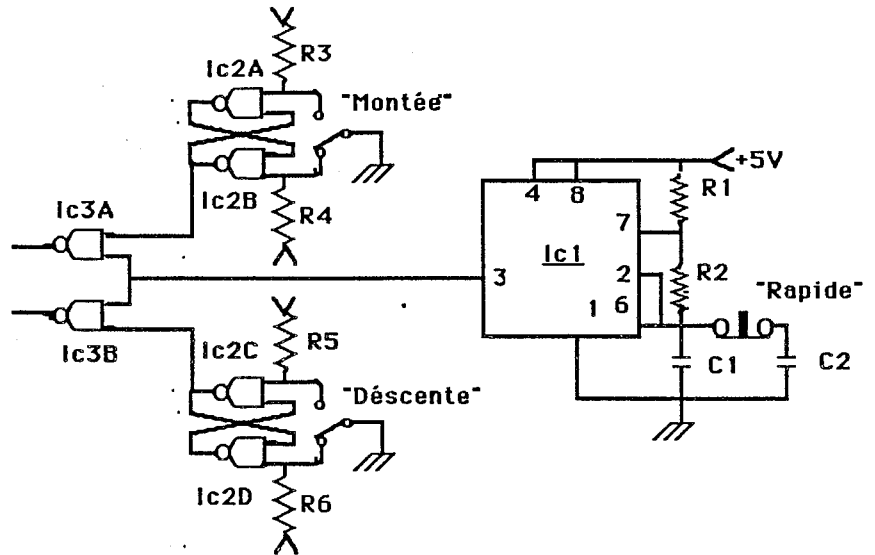 R3
Ic2A
"Montée"
Ic2B
R4
Ic3A
+5V
R1
4 8
7
Ic1
3
2
R2
1 6
"Rapide"
C1
C2
Ic3B
Ic2C
R5
"Déscente"
Ic2D
R6